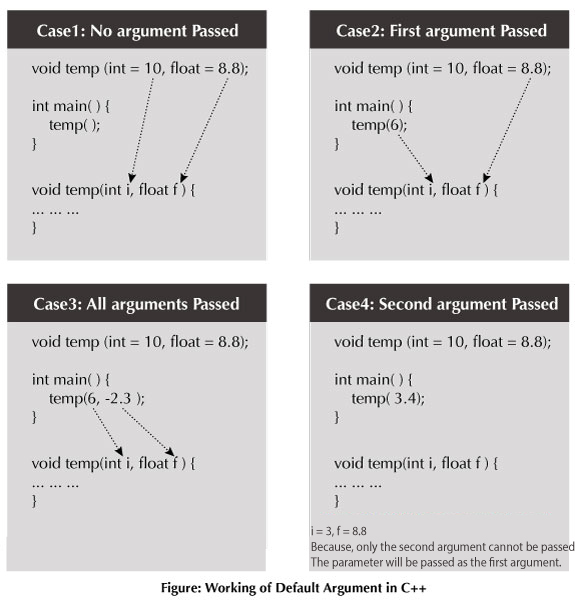 Case1: No argument Passed
void temp (int = 10, float = 8.8);
int main( ) {
temp( );
}
void temp(int i, float f ) {
... ... ...
}
Case2: First argument Passed
void temp (int = 10, float = 8.8);
int main( ) {
temp(6);
}
void temp(int i, float f ) {
... ... ...
}
Case3: All arguments Passed
void temp (int = 10, float = 8.8);
int main( ) {
temp(6, -2.3 );
}
void temp(int i, float f ) {
... ... ...
}
Case4: Second argument Passed
void temp (int = 10, float = 8.8);
int main( ) {
temp( 3.4);
}
void temp(int i, float f ) {
... ... ...
}
i = 3, f = 8.8
Because, only the second argument cannot be passed
The parameter will be passed as the first argument.
Figure: Working of Default Argument in C++